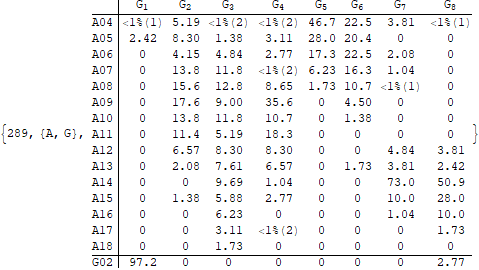 G1 G2 G3 G4 G5 G6 G7 G8
A04 <1%(1) 5.19 <1%(2) <1%(2) 46.7 22.5 3.81 <1%(1)
A05 2.42 8.30 1.38 3.11 28.0 20.4 0 0
A06 0 4.15 4.84 2.77 17.3 22.5 2.08 0
A07 0 13.8 11.8 <1%(2) 6.23 16.3 1.04 0
A08 0 15.6 12.8 8.65 1.73 10.7 <1%(1) 0
A09 0 17.6 9.00 35.6 0 4.50 0 0
A10 0 13.8 11.8 10.7 0 1.38 0 0
{289, {A, G}, A11 0 11.4 5.19 18.3 0 0 0 0 }
A12 0 6.57 8.30 8.30 0 0 4.84 3.81
A13 0 2.08 7.61 6.57 0 1.73 3.81 2.42
A14 0 0 9.69 1.04 0 0 73.0 50.9
A15 0 1.38 5.88 2.77 0 0 10.0 28.0
A16 0 0 6.23 0 0 0 1.04 10.0
A17 0 0 3.11 <1%(2) 0 0 0 1.73
A18 0 0 1.73 0 0 0 0 0
G02 97.2 0 0 0 0 0 0 2.77